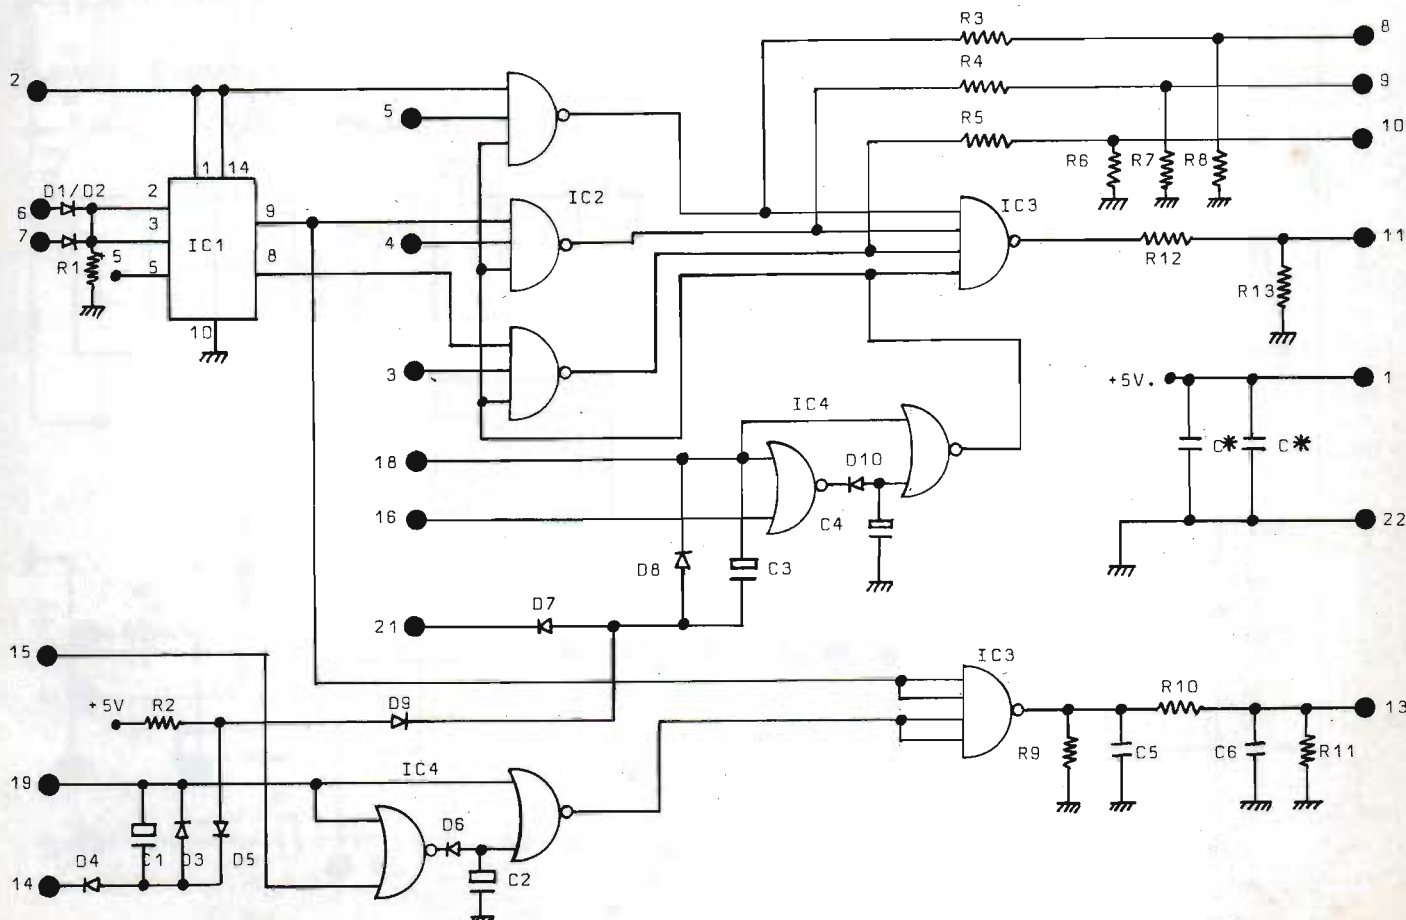 R3
8
R4
9
2
5
R5
10
1 14
R6 R7 R8
D1/D2 2
6
3
9
IC2
IC3
7
IC1
4
11
R1 5 5
8
R12
R13
10
3
+5V.
1
IC4
C* C*
18
D10
16
C4
22
D8
C3
D7
21
15
IC3
+5V R2
D9
R10
13
R9
C5
C6
R11
19
IC4
D6
D4 C1 D3 D5
C2
14